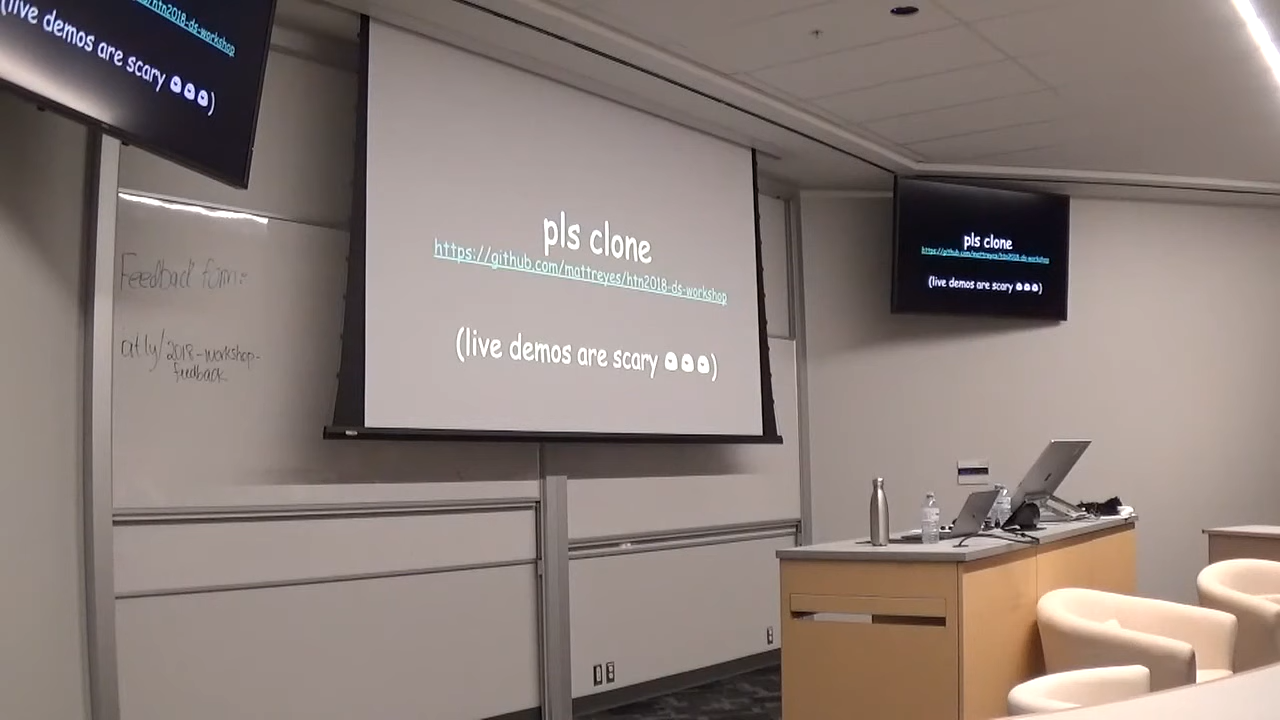 /htn2018-ds-workshop
(live demos are scary
pls clone
https://github.com/mattreyes/htn2018-ds-workshop
(live demos are scary 😱😱😱)
pls clone
https://github.com/mattreyes/htn2018-ds-workshop
(live demos are scary)
Feedback form:
/2018-workshop-
feedback